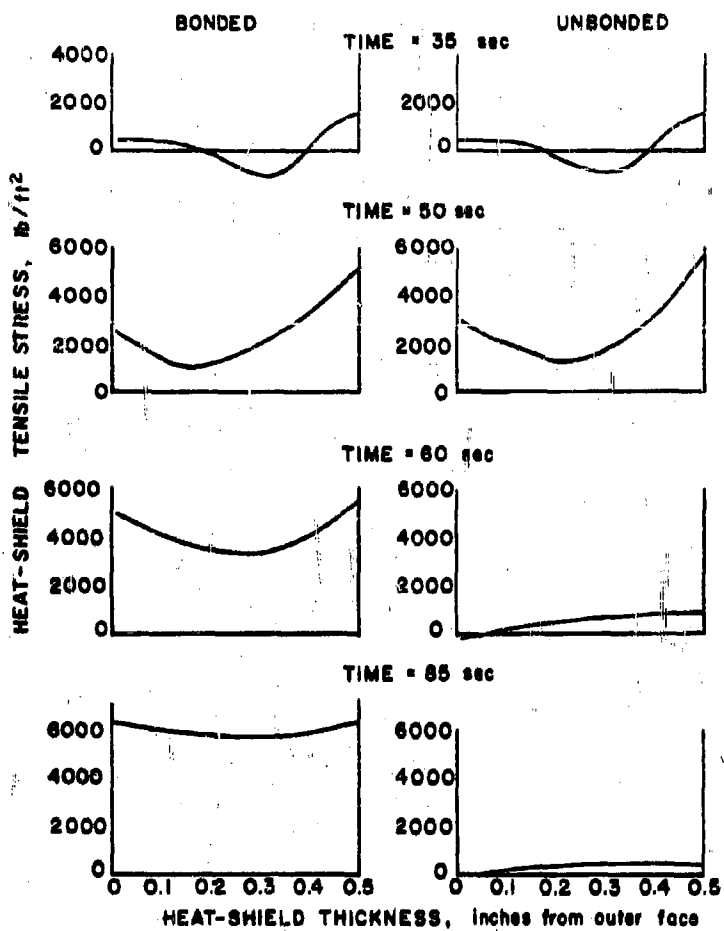 BONDED
UNBONDED
TIME = 35 sec
4000
2000
0
2000
0
TIME = 50 sec
6000
4000
2000
0
6000
4000
2000
0
TIME = 60 sec
6000
4000
2000
0
6000
4000
2000
0
TIME = 85 sec
6000
4000
2000
0
6000
4000
2000
0
0 0.1 0.2 0.3 0.4 0.5
0 0.1 0.2 0.3 0.4 0.5
HEAT-SHIELD THICKNESS, inches from outer face
HEAT-SHIELD TENSILE STRESS, lb/ft²